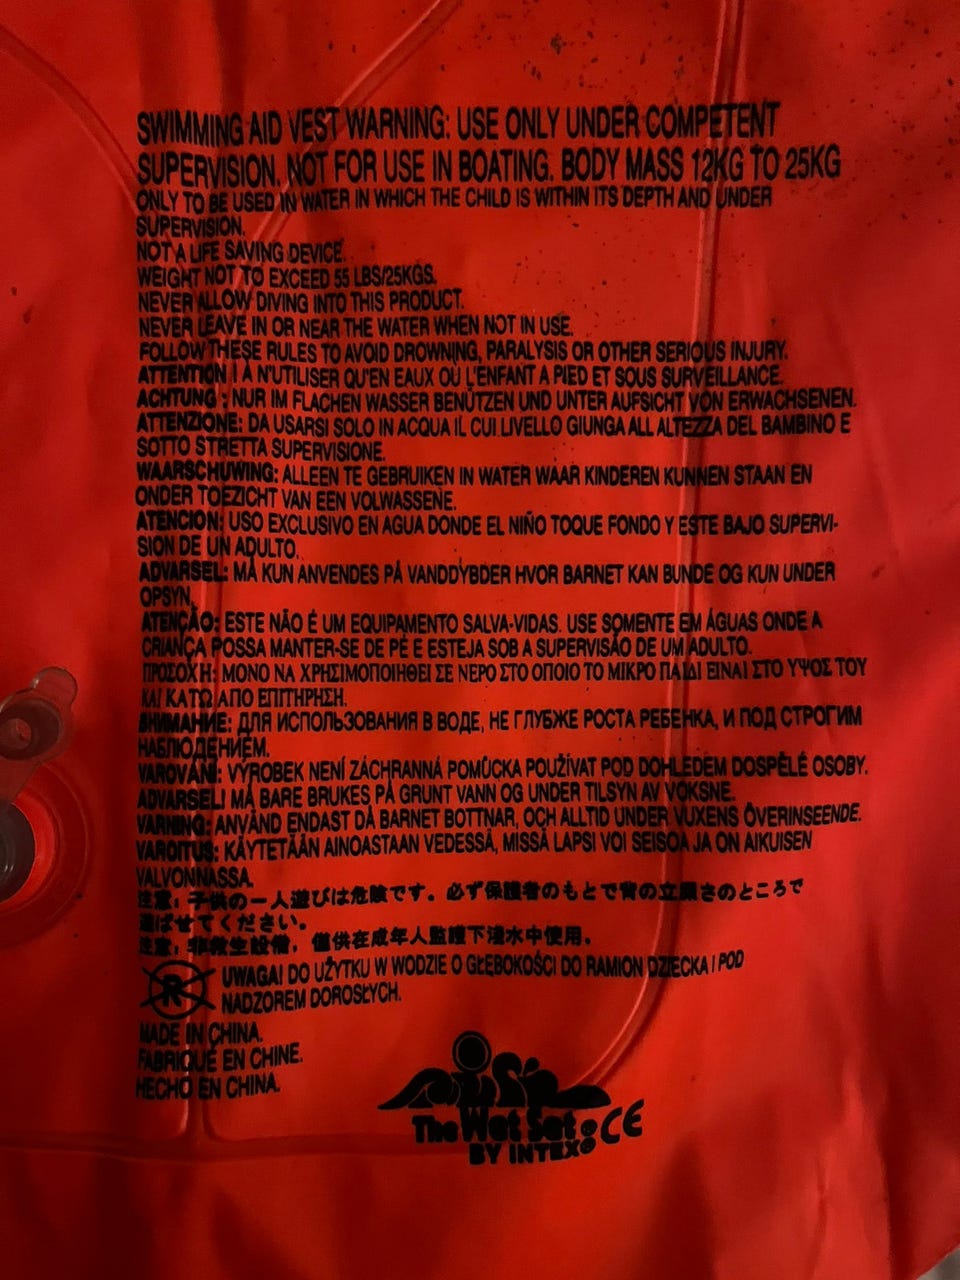 SWIMMING AID VEST WARNING: USE ONLY UNDER COMPETENT
SUPERVISION. NOT FOR USE IN BOATING. BODY MASS 12KG TO 25KG
ONLY TO BE USED IN WATER IN WHICH THE CHILD IS WITHIN ITS DEPTH AND UNDER
SUPERVISION.
NOT A LIFE SAVING DEVICE.
WEIGHT NOT TO EXCEED 55 LBS/25KGS.
NEVER ALLOW DIVING INTO THIS PRODUCT.
NEVER LEAVE IN OR NEAR THE WATER WHEN NOT IN USE.
FOLLOW THESE RULES TO AVOID DROWNING, PARALYSIS OR OTHER SERIOUS INJURY.
ATTENTION ! À N'UTILISER QU'EN EAUX OÙ L'ENFANT A PIED ET SOUS SURVEILLANCE.
ACHTUNG : NUR IM FLACHEN WASSER BENÜTZEN UND UNTER AUFSICHT VON ERWACHSENEN.
ATTENZIONE: DA USARSI SOLO IN ACQUA IL CUI LIVELLO GIUNGA ALL ALTEZZA DEL BAMBINO E
SOTTO STRETTA SUPERVISIONE.
WAARSCHUWING: ALLEEN TE GEBRUIKEN IN WATER WAAR KINDEREN KUNNEN STAAN EN
ONDER TOEZICHT VAN EEN VOLWASSENE.
ATENCION: USO EXCLUSIVO EN AGUA DONDE EL NIÑO TOQUE FONDO Y ESTE BAJO SUPERVI-
SION DE UN ADULTO.
ADVARSEL: MÅ KUN ANVENDES PÅ VANDDYBDER HVOR BARNET KAN BUNDE OG KUN UNDER
OPSYN.
ATENÇÃO: ESTE NÃO É UM EQUIPAMENTO SALVA-VIDAS. USE SOMENTE EM ÁGUAS ONDE A
CRIANÇA POSSA MANTER-SE DE PÉ E ESTEJA SOB A SUPERVISÃO DE UM ADULTO.
ΠΡΟΣΟΧΗ: ΜΟΝΟ ΝΑ ΧΡΗΣΙΜΟΠΟΙΗΘΕΙ ΣΕ ΝΕΡΟ ΣΤΟ ΟΠΟΙΟ ΤΟ ΜΙΚΡΟ ΠΑΙΔΙ ΕΙΝΑΙ ΣΤΟ ΥΨΟΣ ΤΟΥ
ΚΑΙ ΚΑΤΩ ΑΠΟ ΕΠΙΤΗΡΗΣΗ.
ВНИМАНИЕ: ДЛЯ ИСПОЛЬЗОВАНИЯ В ВОДЕ, НЕ ГЛУБЖЕ РОСТА РЕБЕНКА, И ПОД СТРОГИМ
НАБЛЮДЕНИЕМ.
VAROVÁNÍ: VÝROBEK NENÍ ZÁCHRANNÁ POMŮCKA POUŽÍVAT POD DOHLEDEM DOSPĚLÉ OSOBY.
ADVARSEL! MÅ BARE BRUKES PÅ GRUNT VANN OG UNDER TILSYN AV VOKSNE.
VARNING: ANVÄND ENDAST DÅ BARNET BOTTNAR, OCH ALLTID UNDER VUXENS ÖVERINSEENDE.
VAROITUS: KÄYTETÄÄN AINOASTAAN VEDESSÄ, MISSÄ LAPSI VOI SEISOA JA ON AIKUISEN
VALVONNASSA.
注意：子供の一人遊びは危険です。必ず保護者のもとで背の立つ深さのところで
遊ばせてください。
注意：非救生設備，僅供在成年人監護下淺水中使用。
R
UWAGA! DO UŻYTKU W WODZIE O GŁĘBOKOŚCI DO RAMION DZIECKA I POD
NADZOREM DOROSŁYCH.
MADE IN CHINA.
FABRIQUÉ EN CHINE.
HECHO EN CHINA.
The Wet Set ® CE
BY INTEX®